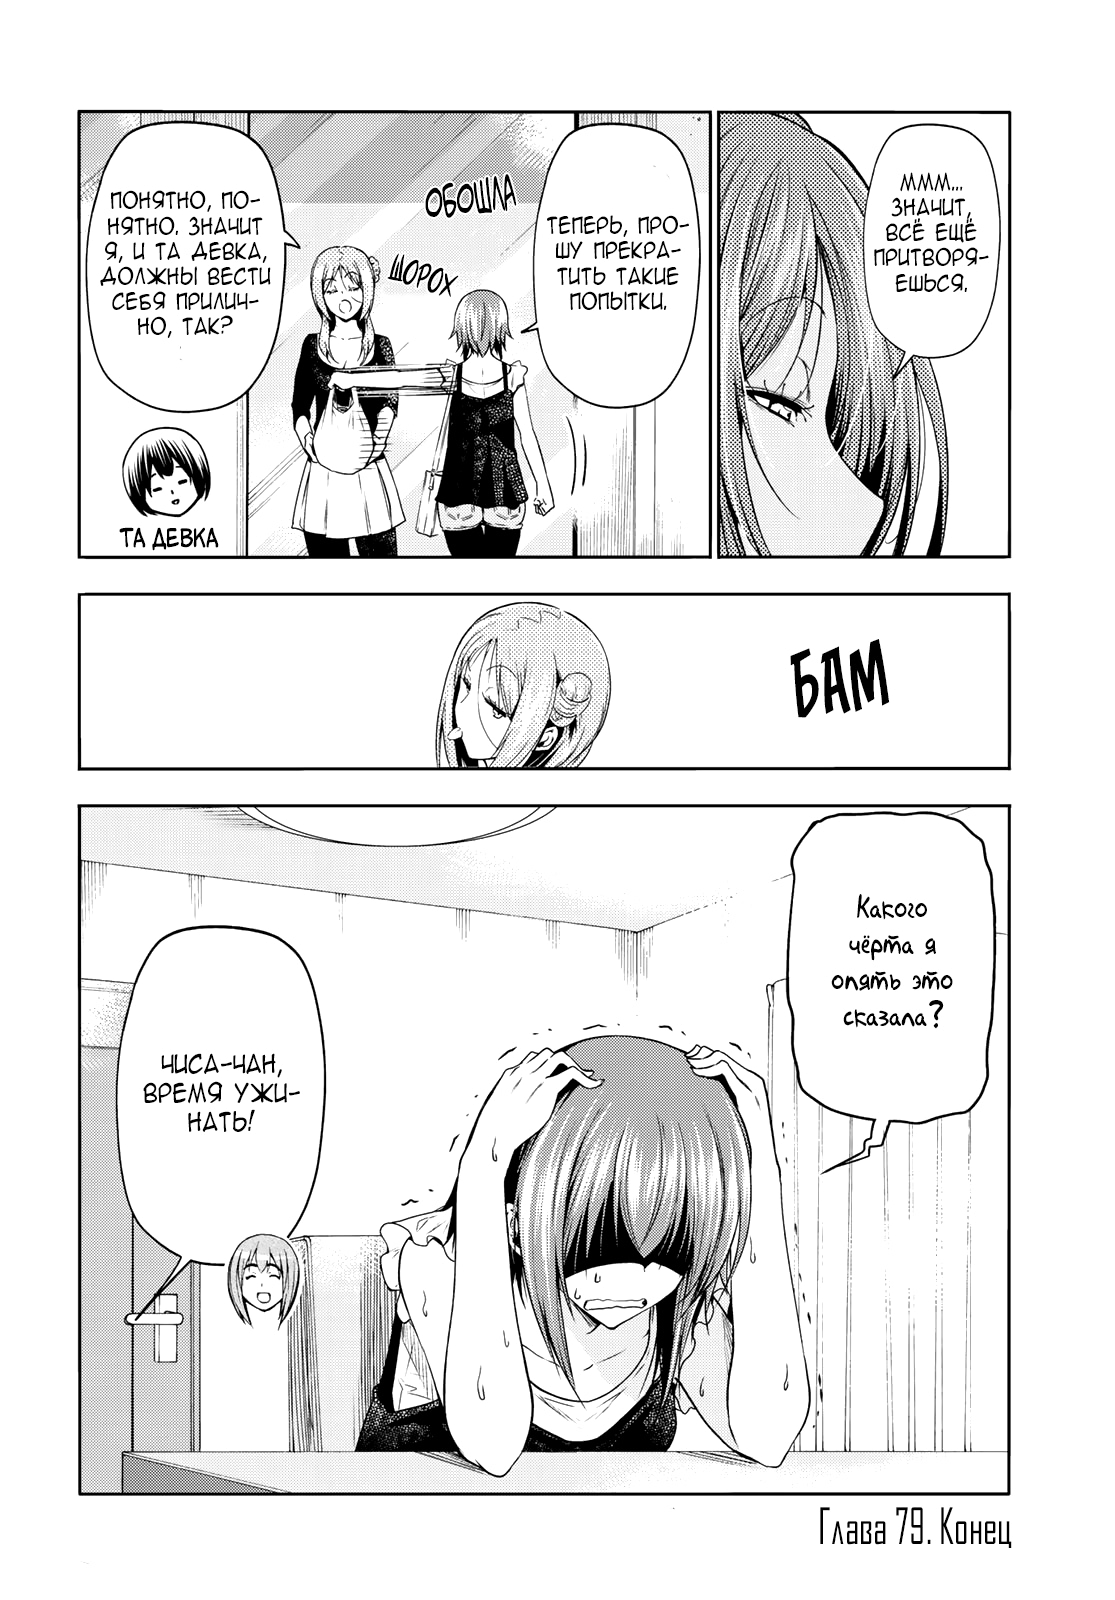 МММ...
ЗНАЧИТ,
ВСЁ ЕЩЁ
ПРИТВОРЯ-
ЕШЬСЯ.
ТЕПЕРЬ, ПРО-
ШУ ПРЕКРА-
ТИТЬ ТАКИЕ
ПОПЫТКИ.
ОБОШЛА
ШОРОХ
ПОНЯТНО, ПО-
НЯТНО. ЗНАЧИТ
Я, И ТА ДЕВКА,
ДОЛЖНЫ ВЕСТИ
СЕБЯ ПРИЛИЧ-
НО, ТАК?
ТА ДЕВКА
БАМ
Какого
чёрта я
опять это
сказала?
ЧИСА-ЧАН,
ВРЕМЯ УЖИ-
НАТЬ!
Глава 79. Конец